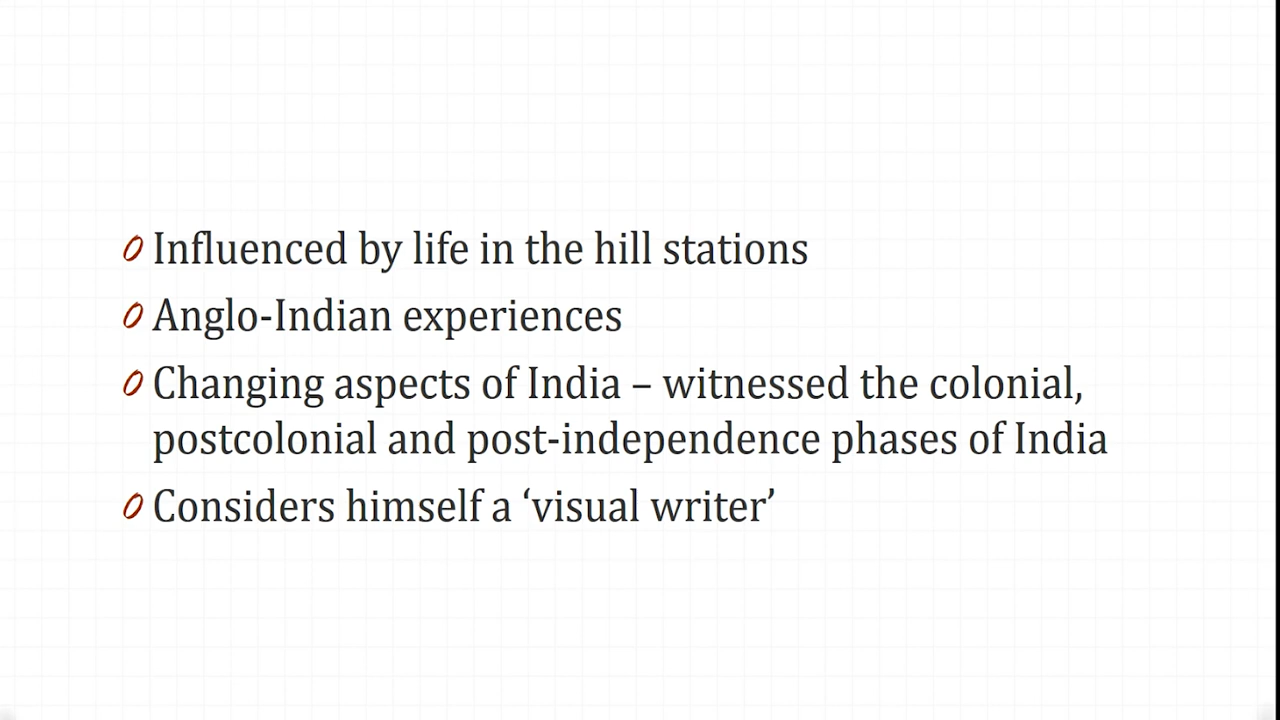 Influenced by life in the hill stations
Anglo-Indian experiences
Changing aspects of India – witnessed the colonial,
postcolonial and post-independence phases of India
Considers himself a ‘visual writer’